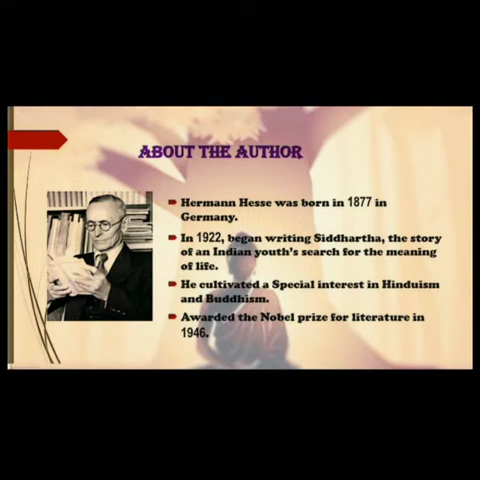 ABOUT THE AUTHOR
Hermann Hesse was born in 1877 in
Germany.
In 1922, began writing Siddhartha, the story
of an Indian youth's search for the meaning
of life.
He cultivated a Special interest in Hinduism
and Buddhism.
Awarded the Nobel prize for literature in
1946.